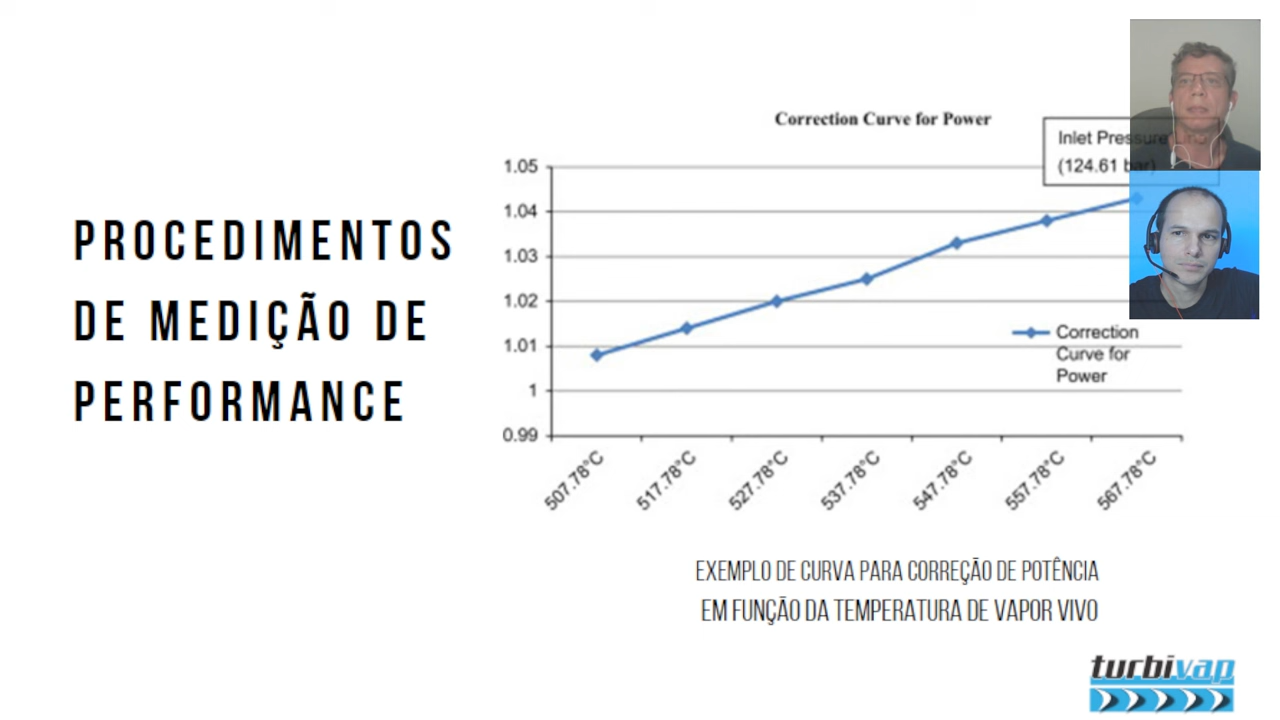 Correction Curve for Power
Inlet Pressure Line
(124.61 bar)
1.05
1.04
1.03
1.02
1.01
1
0.99
PROCEDIMENTOS
DE MEDIÇÃO DE
PERFORMANCE
Correction
Curve for
Power
507.78°C
517.78°C
527.78°C
537.78°C
547.78°C
557.78°C
567.78°C
EXEMPLO DE CURVA PARA CORREÇÃO DE POTÊNCIA
EM FUNÇÃO DA TEMPERATURA DE VAPOR VIVO
turbivap